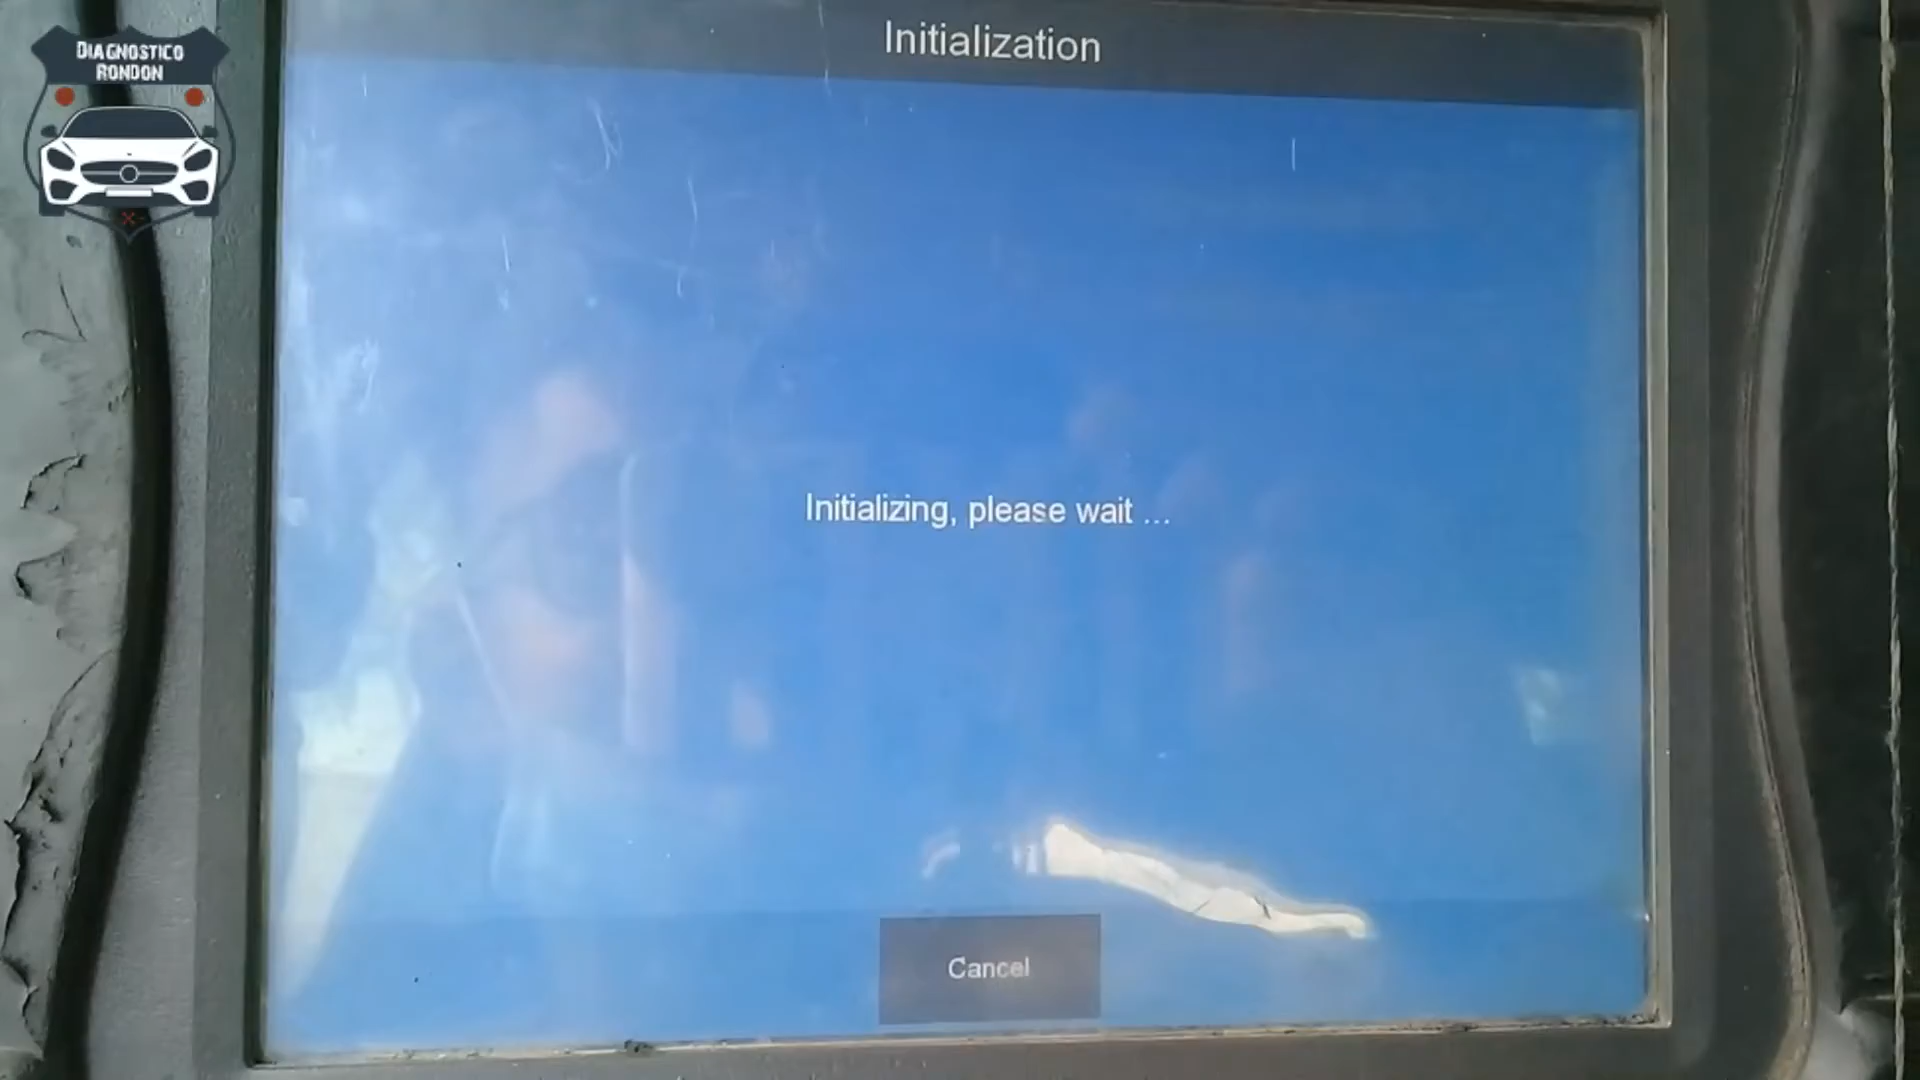 DIAGNOSTICO
RONDON
Initialization
Initializing, please wait ...
Cancel